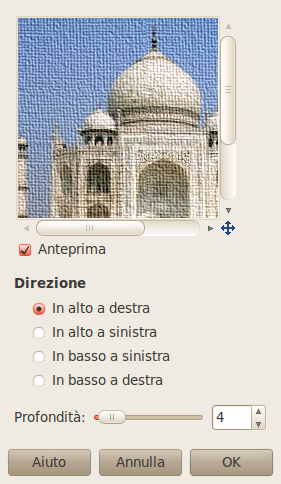 Anteprima
Direzione
In alto a destra
In alto a sinistra
In basso a sinistra
In basso a destra
Profondità: 4
Aiuto Annulla OK